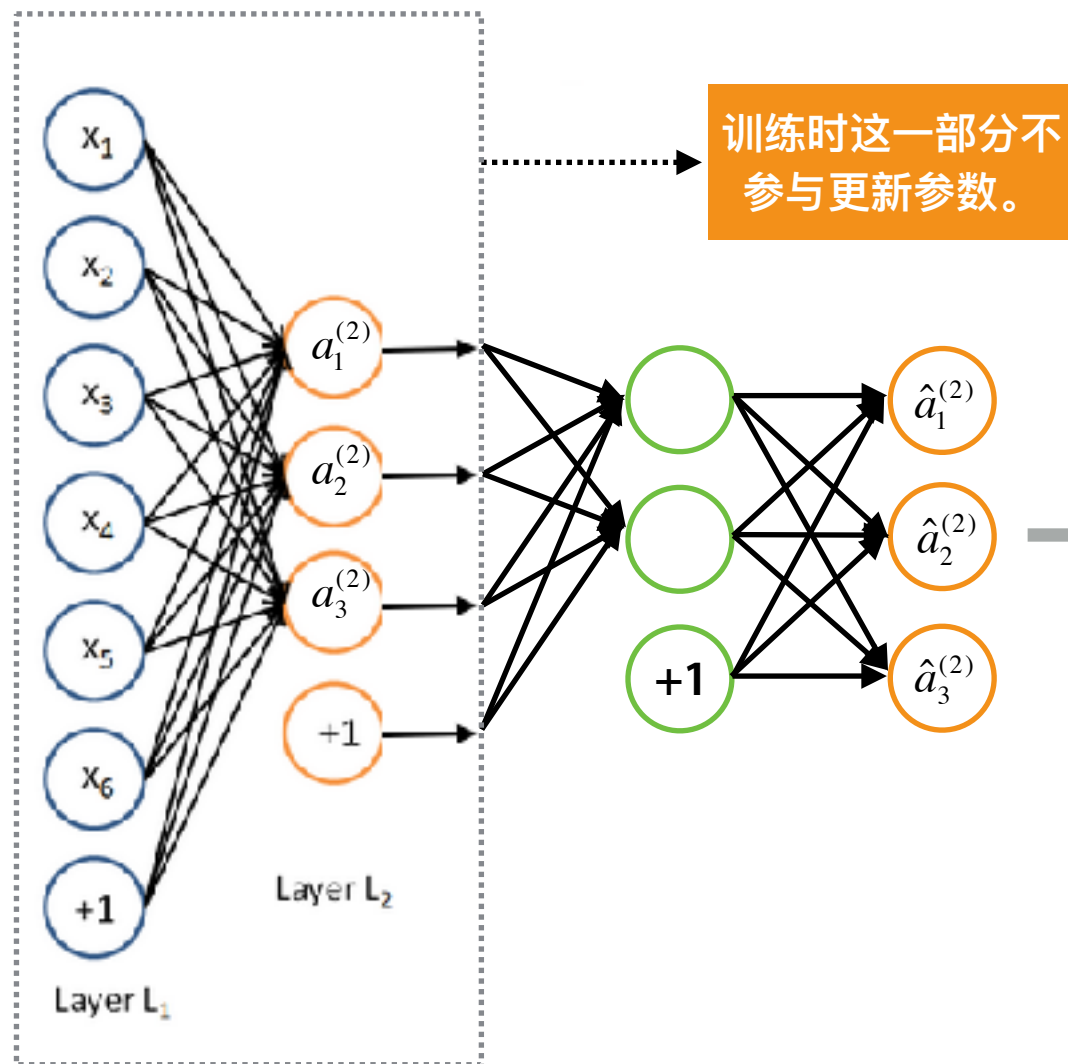 x₁
x₂
x₃
x₄
x₅
x₆
+1
Layer L₁
a₁⁽²⁾
a₂⁽²⁾
a₃⁽²⁾
+1
Layer L₂
训练时这一部分不
参与更新参数。
+1
â₁⁽²⁾
â₂⁽²⁾
â₃⁽²⁾